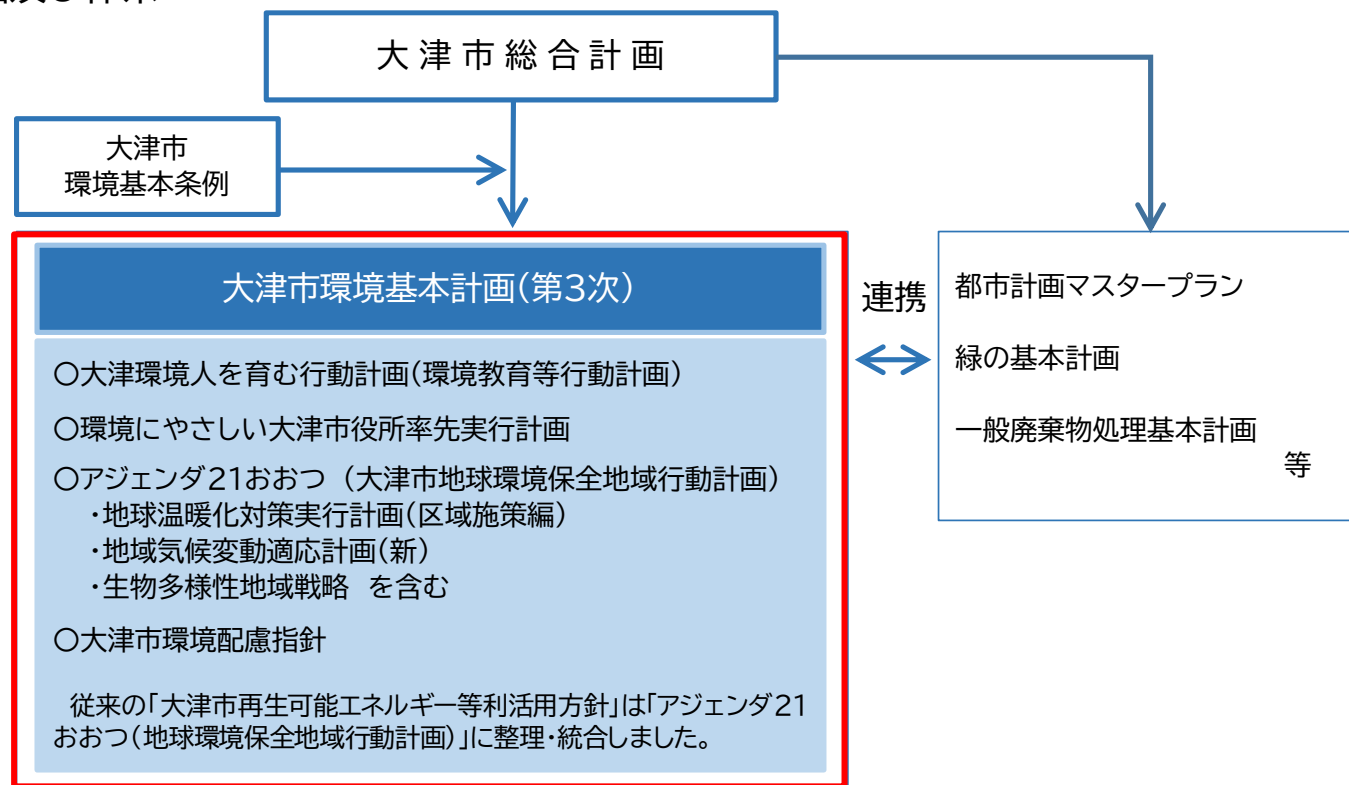 大津市総合計画
大津市
環境基本条例
大津市環境基本計画(第3次)
〇大津環境人を育む行動計画(環境教育等行動計画)
〇環境にやさしい大津市役所率先実行計画
〇アジェンダ21おおつ (大津市地球環境保全地域行動計画)
・地球温暖化対策実行計画(区域施策編)
・地域気候変動適応計画(新)
・生物多様性地域戦略 を含む
〇大津市環境配慮指針
従来の「大津市再生可能エネルギー等利活用方針」は「アジェンダ21
おおつ(地球環境保全地域行動計画)」に整理・統合しました。
連携
都市計画マスタープラン
緑の基本計画
一般廃棄物処理基本計画
等